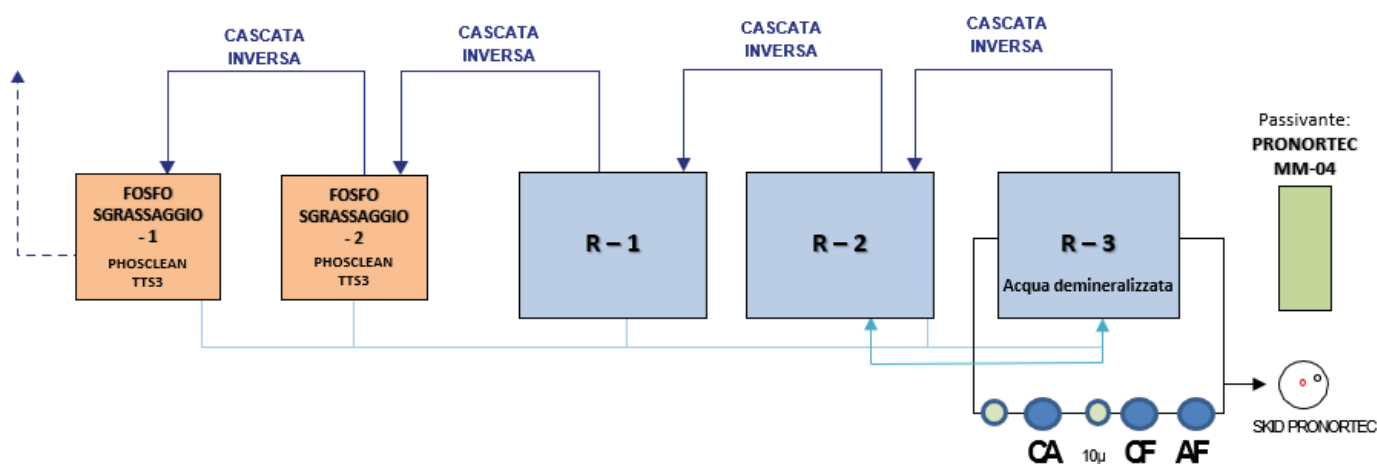 CASCATA
INVERSA
CASCATA
INVERSA
CASCATA
INVERSA
CASCATA
INVERSA
FOSFO
SGRASSAGGIO
- 1
PHOSCLEAN
TTS3
FOSFO
SGRASSAGGIO
- 2
PHOSCLEAN
TTS3
R – 1
R – 2
R – 3
Acqua demineralizzata
Passivante:
PRONORTEC
MM-04
CA
10µ
CF
AF
SKID PRONORTEC